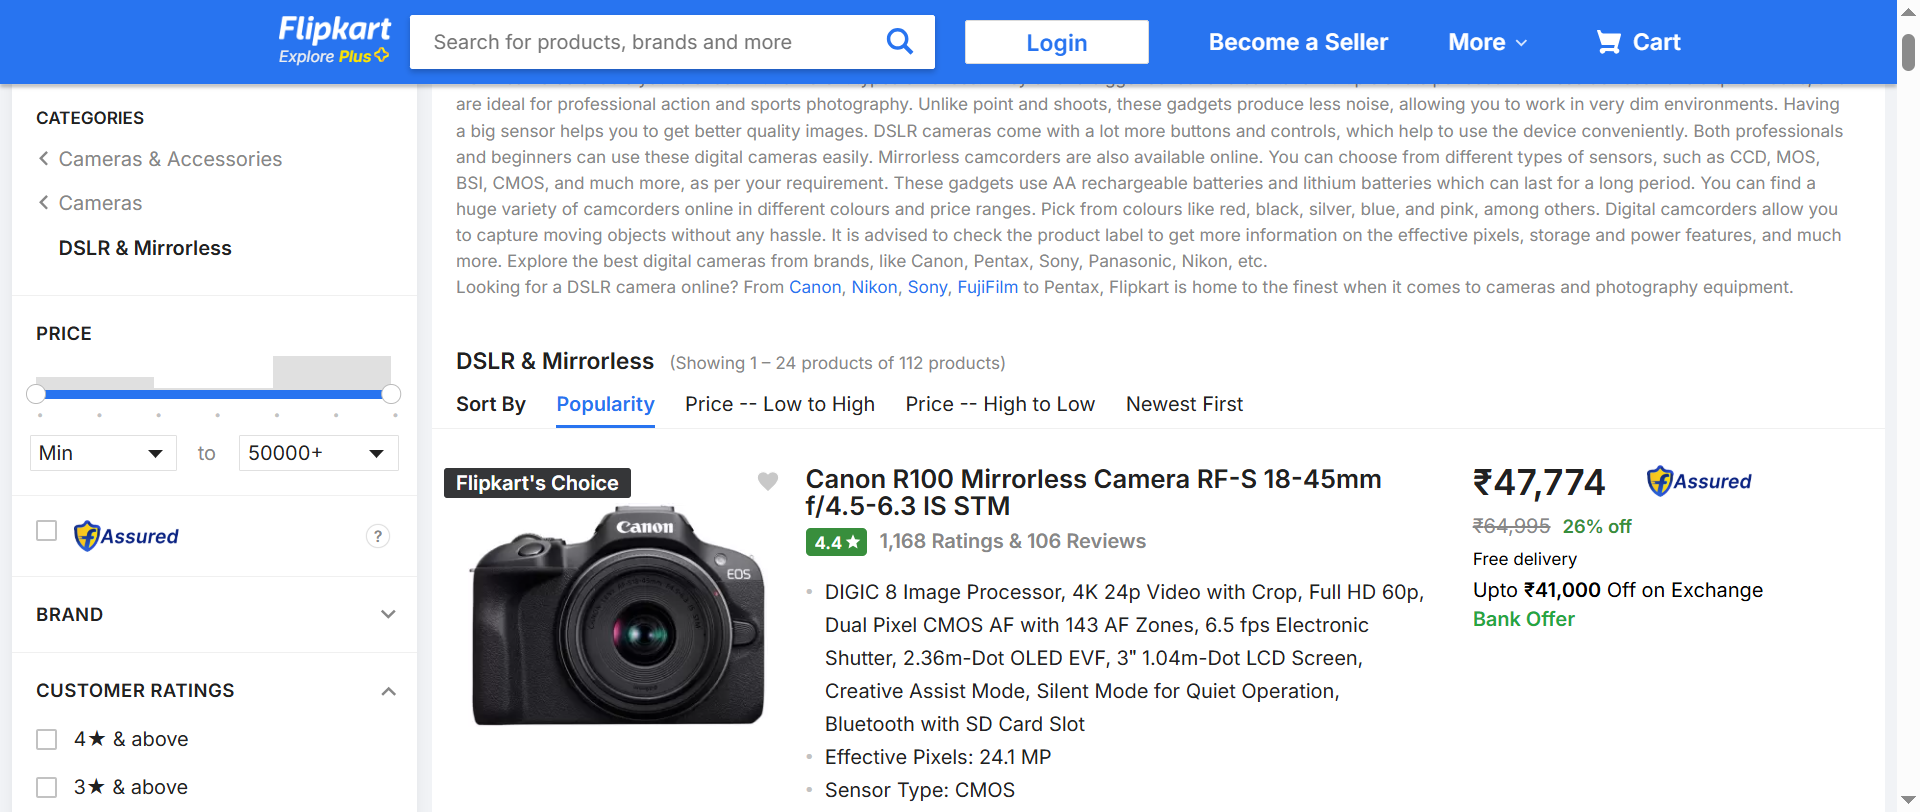 Flipkart
Explore Plus
Search for products, brands and more
Login
Become a Seller
More
Cart
CATEGORIES
Cameras & Accessories
Cameras
DSLR & Mirrorless
PRICE
Min
to
50000+
Assured
?
BRAND
CUSTOMER RATINGS
4★ & above
3★ & above
are ideal for professional action and sports photography. Unlike point and shoots, these gadgets produce less noise, allowing you to work in very dim environments. Having
a big sensor helps you to get better quality images. DSLR cameras come with a lot more buttons and controls, which help to use the device conveniently. Both professionals
and beginners can use these digital cameras easily. Mirrorless camcorders are also available online. You can choose from different types of sensors, such as CCD, MOS,
BSI, CMOS, and much more, as per your requirement. These gadgets use AA rechargeable batteries and lithium batteries which can last for a long period. You can find a
huge variety of camcorders online in different colours and price ranges. Pick from colours like red, black, silver, blue, and pink, among others. Digital camcorders allow you
to capture moving objects without any hassle. It is advised to check the product label to get more information on the effective pixels, storage and power features, and much
more. Explore the best digital cameras from brands, like Canon, Pentax, Sony, Panasonic, Nikon, etc.
Looking for a DSLR camera online? From Canon, Nikon, Sony, FujiFilm to Pentax, Flipkart is home to the finest when it comes to cameras and photography equipment.
DSLR & Mirrorless (Showing 1 – 24 products of 112 products)
Sort By Popularity Price -- Low to High Price -- High to Low Newest First
Flipkart's Choice
Canon
EOS
Canon R100 Mirrorless Camera RF-S 18-45mm
f/4.5-6.3 IS STM
4.4★ 1,168 Ratings & 106 Reviews
DIGIC 8 Image Processor, 4K 24p Video with Crop, Full HD 60p,
Dual Pixel CMOS AF with 143 AF Zones, 6.5 fps Electronic
Shutter, 2.36m-Dot OLED EVF, 3" 1.04m-Dot LCD Screen,
Creative Assist Mode, Silent Mode for Quiet Operation,
Bluetooth with SD Card Slot
Effective Pixels: 24.1 MP
Sensor Type: CMOS
₹47,774
Assured
₹64,995 26% off
Free delivery
Upto ₹41,000 Off on Exchange
Bank Offer